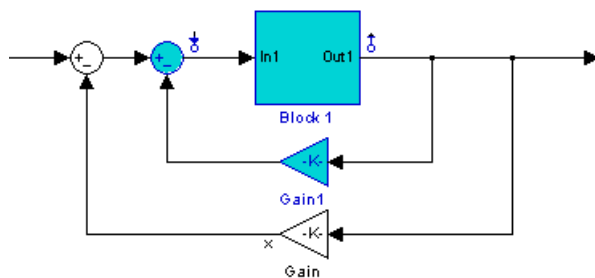 +
-
+
-
In1 Out1
Block 1
-K-
Gain1
-K-
x
Gain